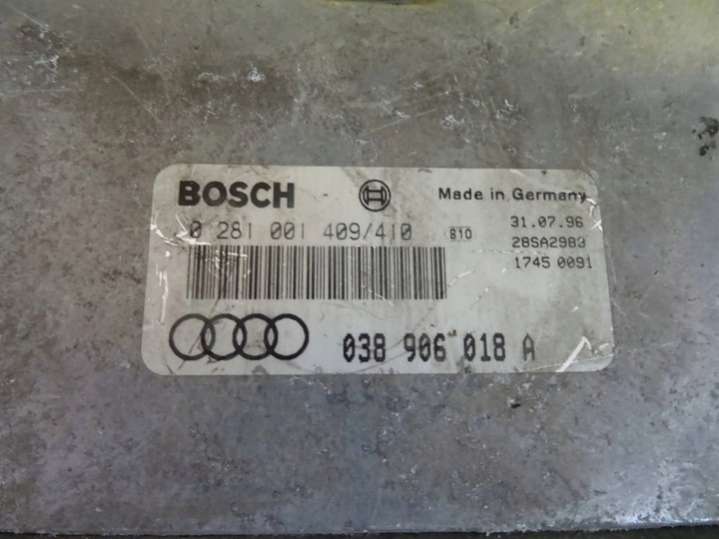 BOSCH
Made in Germany
0 281 001 409/410
810
31.07.96
28SA2983
1745 0091
038 906 018 A